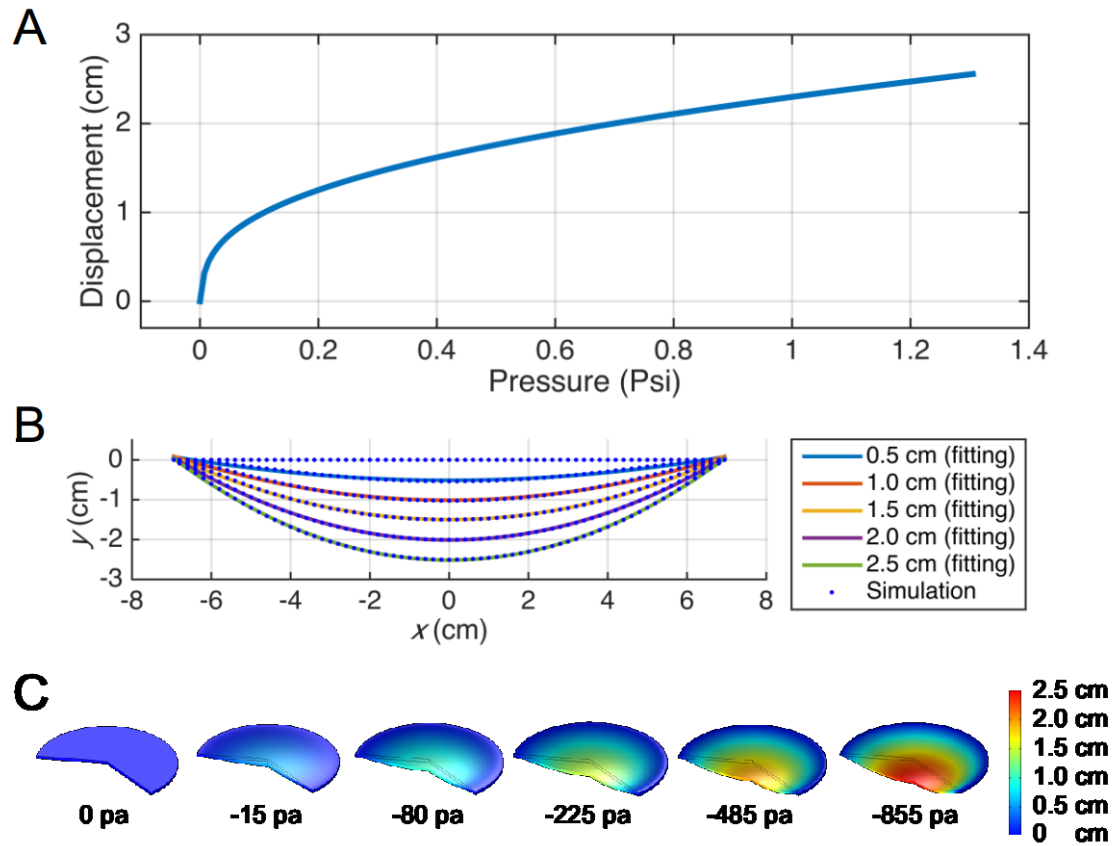 A
3
2
1
0
Displacement (cm)
0 0.2 0.4 0.6 0.8 1 1.2 1.4
Pressure (Psi)
B
0
-1
-2
-3
y (cm)
-8 -6 -4 -2 0 2 4 6 8
x (cm)
0.5 cm (fitting)
1.0 cm (fitting)
1.5 cm (fitting)
2.0 cm (fitting)
2.5 cm (fitting)
Simulation
C
0 pa -15 pa -80 pa -225 pa -485 pa -855 pa
2.5 cm
2.0 cm
1.5 cm
1.0 cm
0.5 cm
0 cm